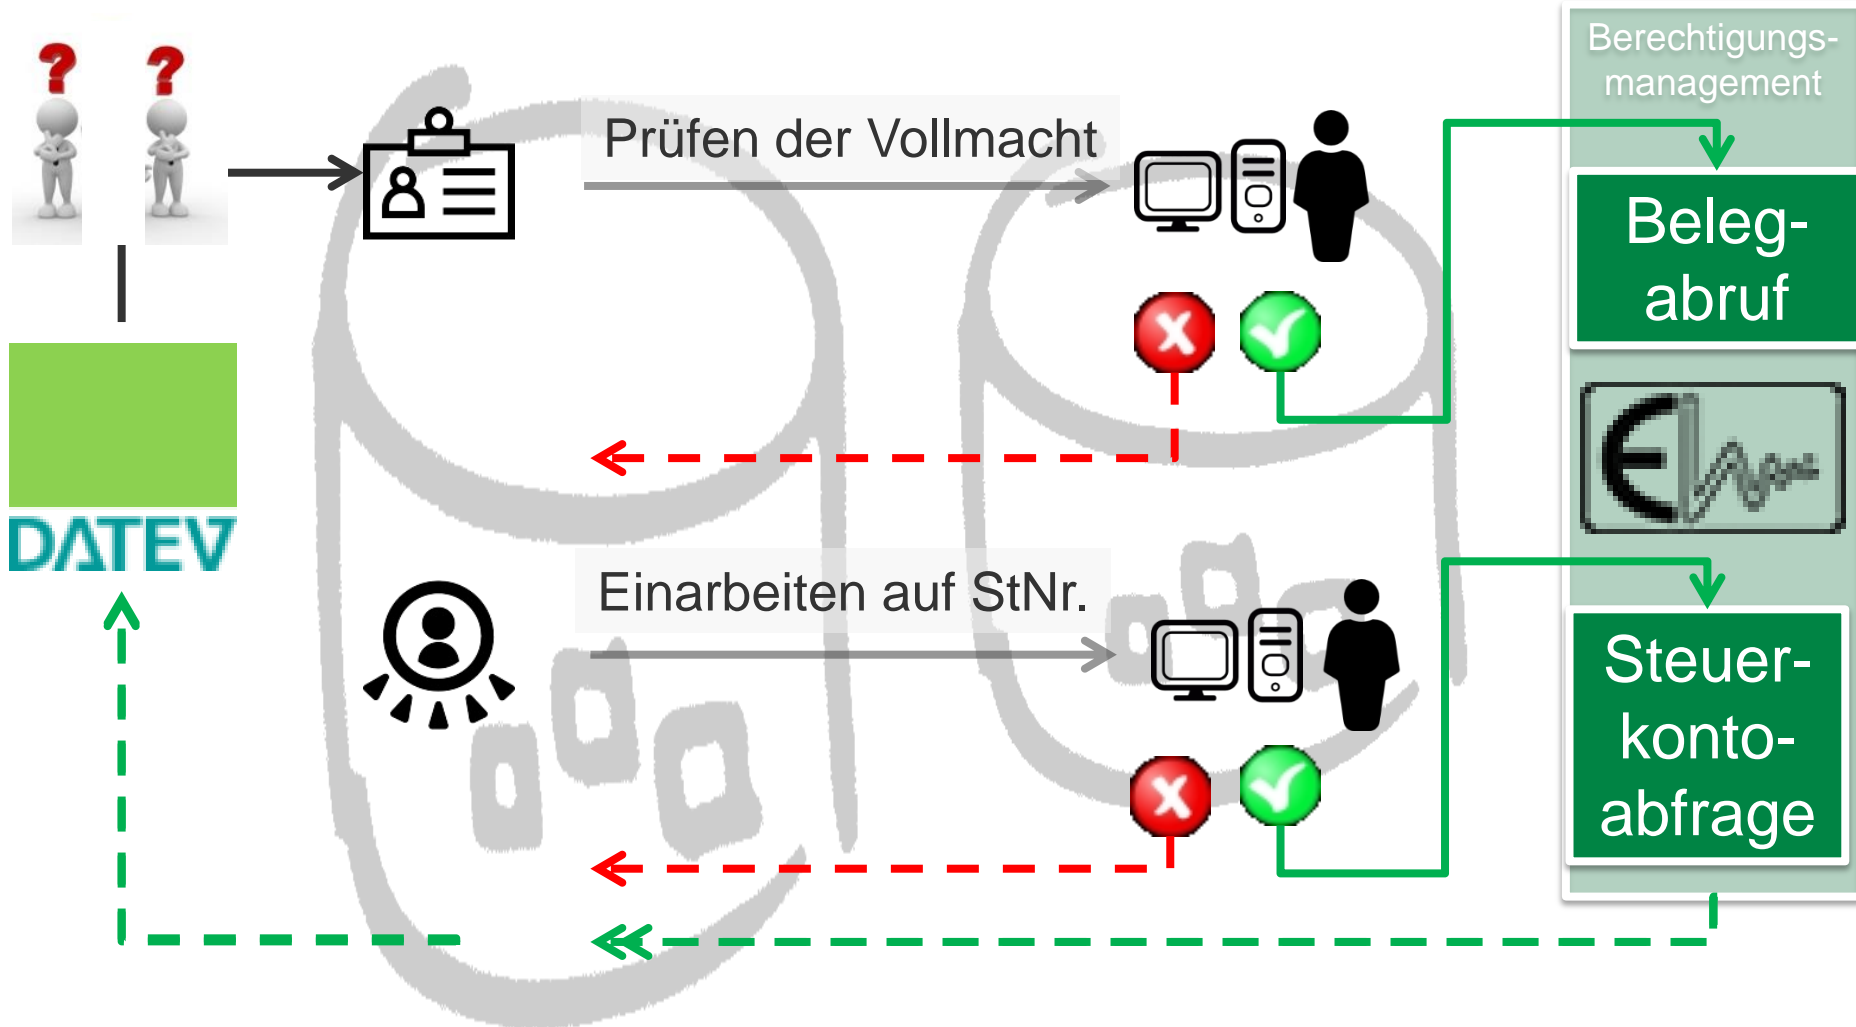 ? ?
Berechtigungs-
management
Prüfen der Vollmacht
Beleg-
abruf
DATEV
Einarbeiten auf StNr.
Steuer-
konto-
abfrage